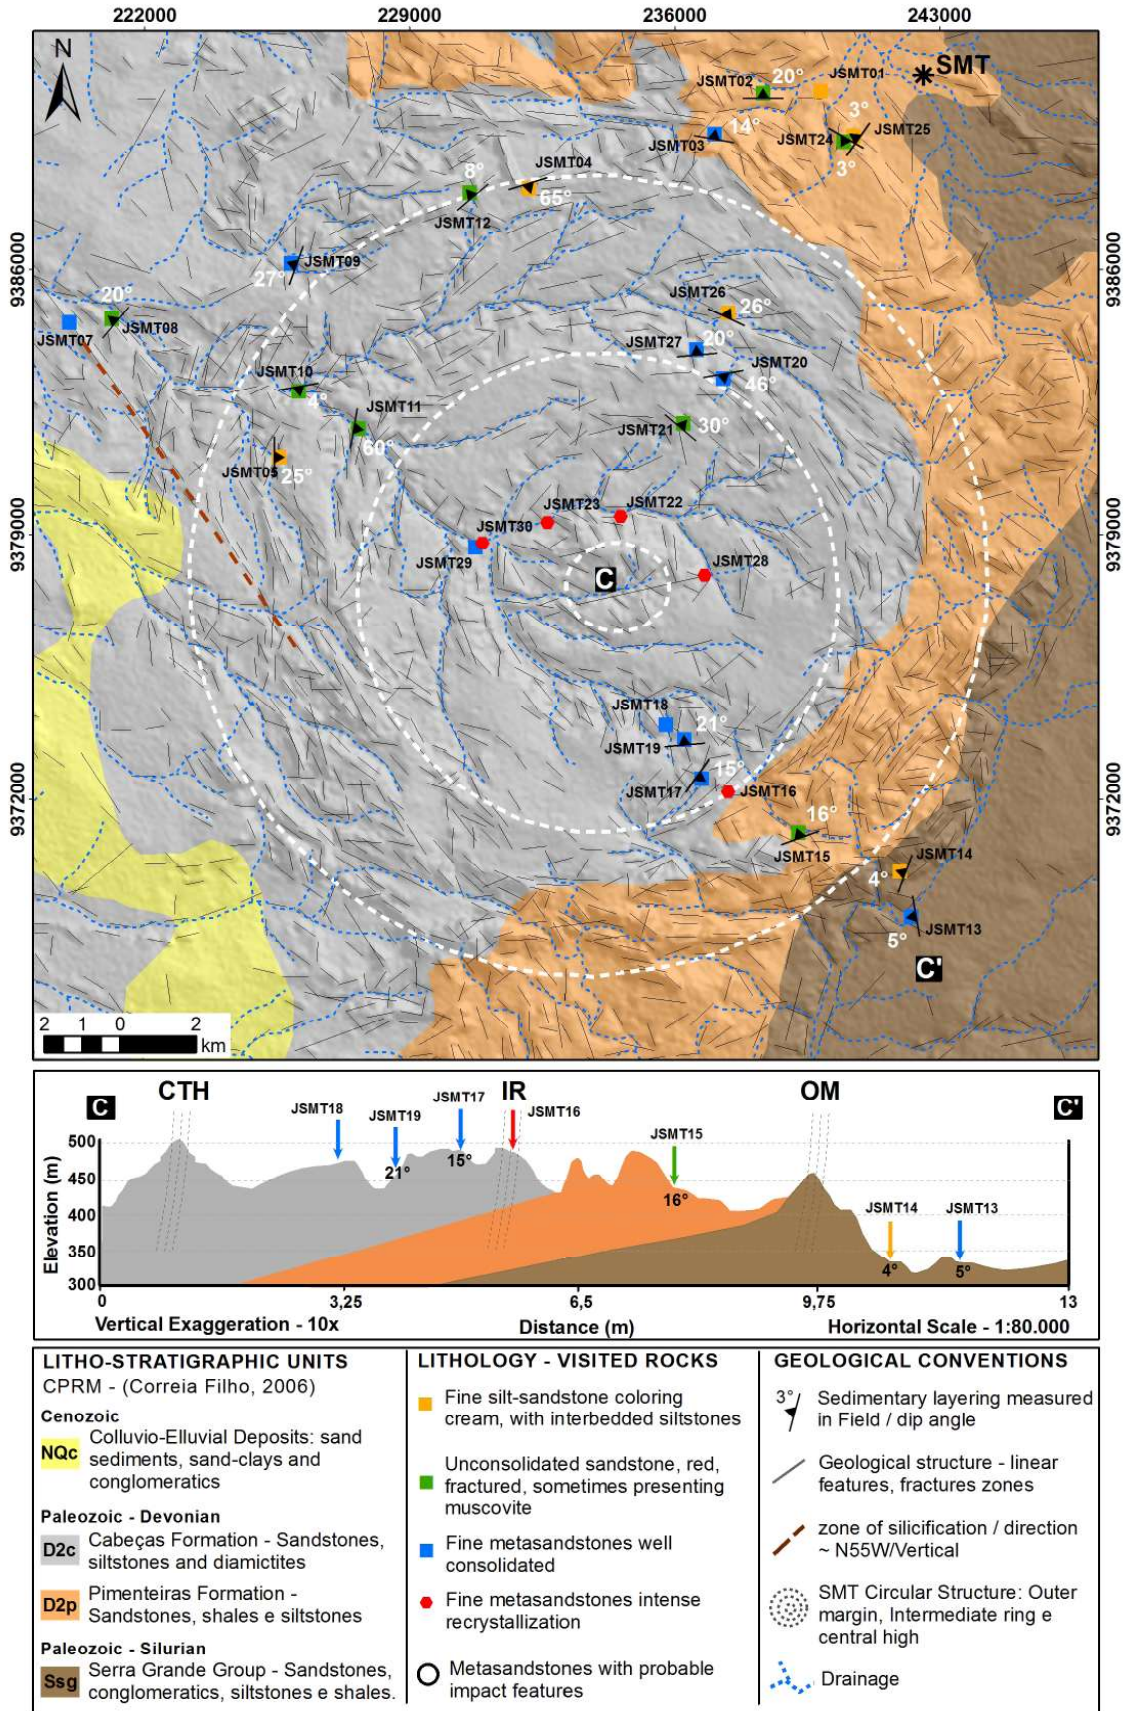 222000
229000
236000
243000
N
SMT
JSMT02
20°
JSMT01
14°
JSMT03
3°
JSMT24
JSMT25
3°
JSMT04
8°
65°
JSMT12
9386000
9386000
JSMT09
27°
JSMT26
20°
26°
JSMT07
JSMT08
JSMT27
20°
JSMT20
46°
JSMT10
4°
JSMT11
60°
JSMT21
30°
JSMT05
25°
JSMT23
JSMT22
9379000
9379000
JSMT30
JSMT29
JSMT28
C
JSMT18
21°
JSMT19
15°
JSMT17
JSMT16
9372000
9372000
16°
JSMT15
JSMT14
4°
JSMT13
5°
C'
2 1 0 2
km
C
CTH
IR
OM
C'
JSMT18
JSMT19
JSMT17
JSMT16
JSMT15
JSMT14
JSMT13
21°
15°
16°
4°
5°
Elevation (m)
500
450
400
350
300
0
3,25
6,5
9,75
13
Vertical Exaggeration - 10x
Distance (m)
Horizontal Scale - 1:80.000
LITHO-STRATIGRAPHIC UNITS
CPRM - (Correia Filho, 2006)
Cenozoic
NQc
Colluvio-Elluvial Deposits: sand
sediments, sand-clays and
conglomeratics
Paleozoic - Devonian
D2c
Cabeças Formation - Sandstones,
siltstones and diamictites
D2p
Pimenteiras Formation -
Sandstones, shales e siltstones
Paleozoic - Silurian
Ssg
Serra Grande Group - Sandstones,
conglomeratics, siltstones e shales.
LITHOLOGY - VISITED ROCKS
Fine silt-sandstone coloring
cream, with interbedded siltstones
Unconsolidated sandstone, red,
fractured, sometimes presenting
muscovite
Fine metasandstones well
consolidated
Fine metasandstones intense
recrystallization
Metasandstones with probable
impact features
GEOLOGICAL CONVENTIONS
3°
Sedimentary layering measured
in Field / dip angle
Geological structure - linear
features, fractures zones
zone of silicification / direction
~ N55W/Vertical
SMT Circular Structure: Outer
margin, Intermediate ring e
central high
Drainage